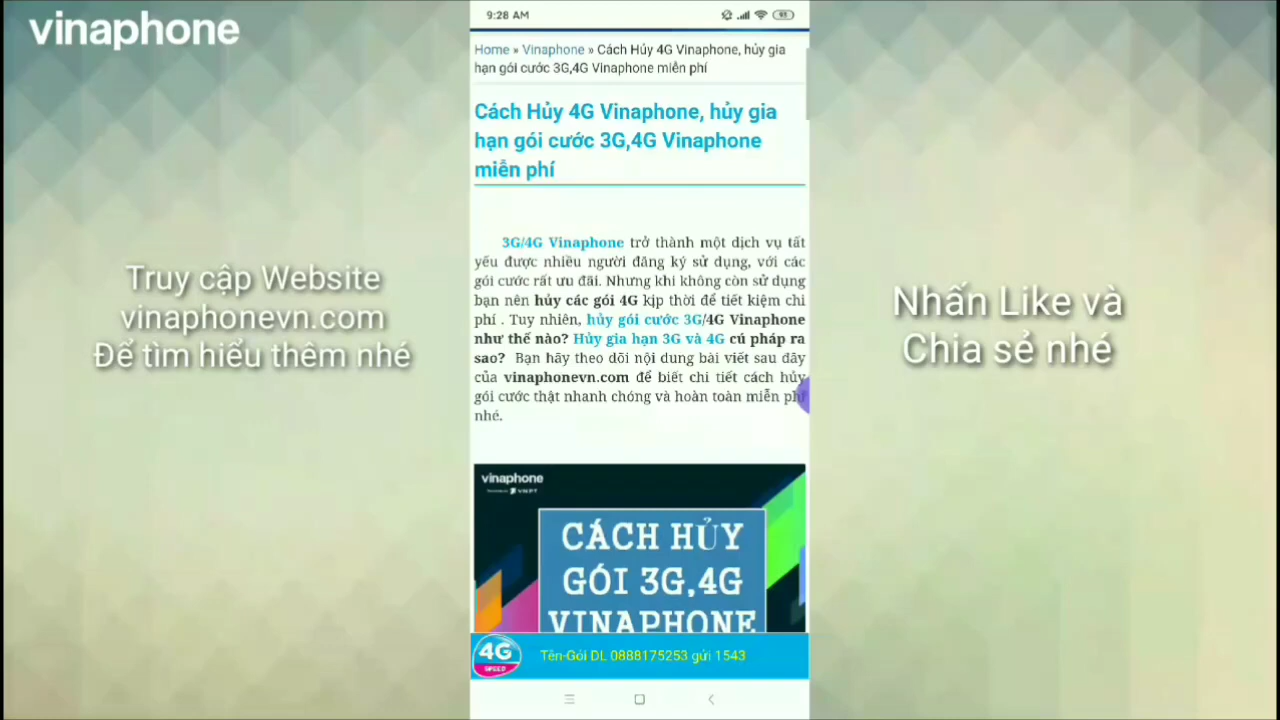 vinaphone
9:28 AM
Home » Vinaphone » Cách Hủy 4G Vinaphone, hủy gia
hạn gói cước 3G,4G Vinaphone miễn phí
Cách Hủy 4G Vinaphone, hủy gia
hạn gói cước 3G,4G Vinaphone
miễn phí
3G/4G Vinaphone trở thành một dịch vụ tất
yếu được nhiều người đăng ký sử dụng, với các
gói cước rất ưu đãi. Nhưng khi không còn sử dụng
bạn nên hủy các gói 4G kịp thời để tiết kiệm chi
phí . Tuy nhiên, hủy gói cước 3G/4G Vinaphone
như thế nào? Hủy gia hạn 3G và 4G cú pháp ra
sao? Bạn hãy theo dõi nội dung bài viết sau đây
của vinaphonevn.com để biết chi tiết cách hủy
gói cước thật nhanh chóng và hoàn toàn miễn phí
nhé.
vinaphone
VNPT
CÁCH HỦY
GÓI 3G,4G
VINAPHONE
4G
SPEED
Tên-Gói DL 0888175253 gửi 1543
Truy cập Website
vinaphonevn.com
Để tìm hiểu thêm nhé
Nhấn Like và
Chia sẻ nhé